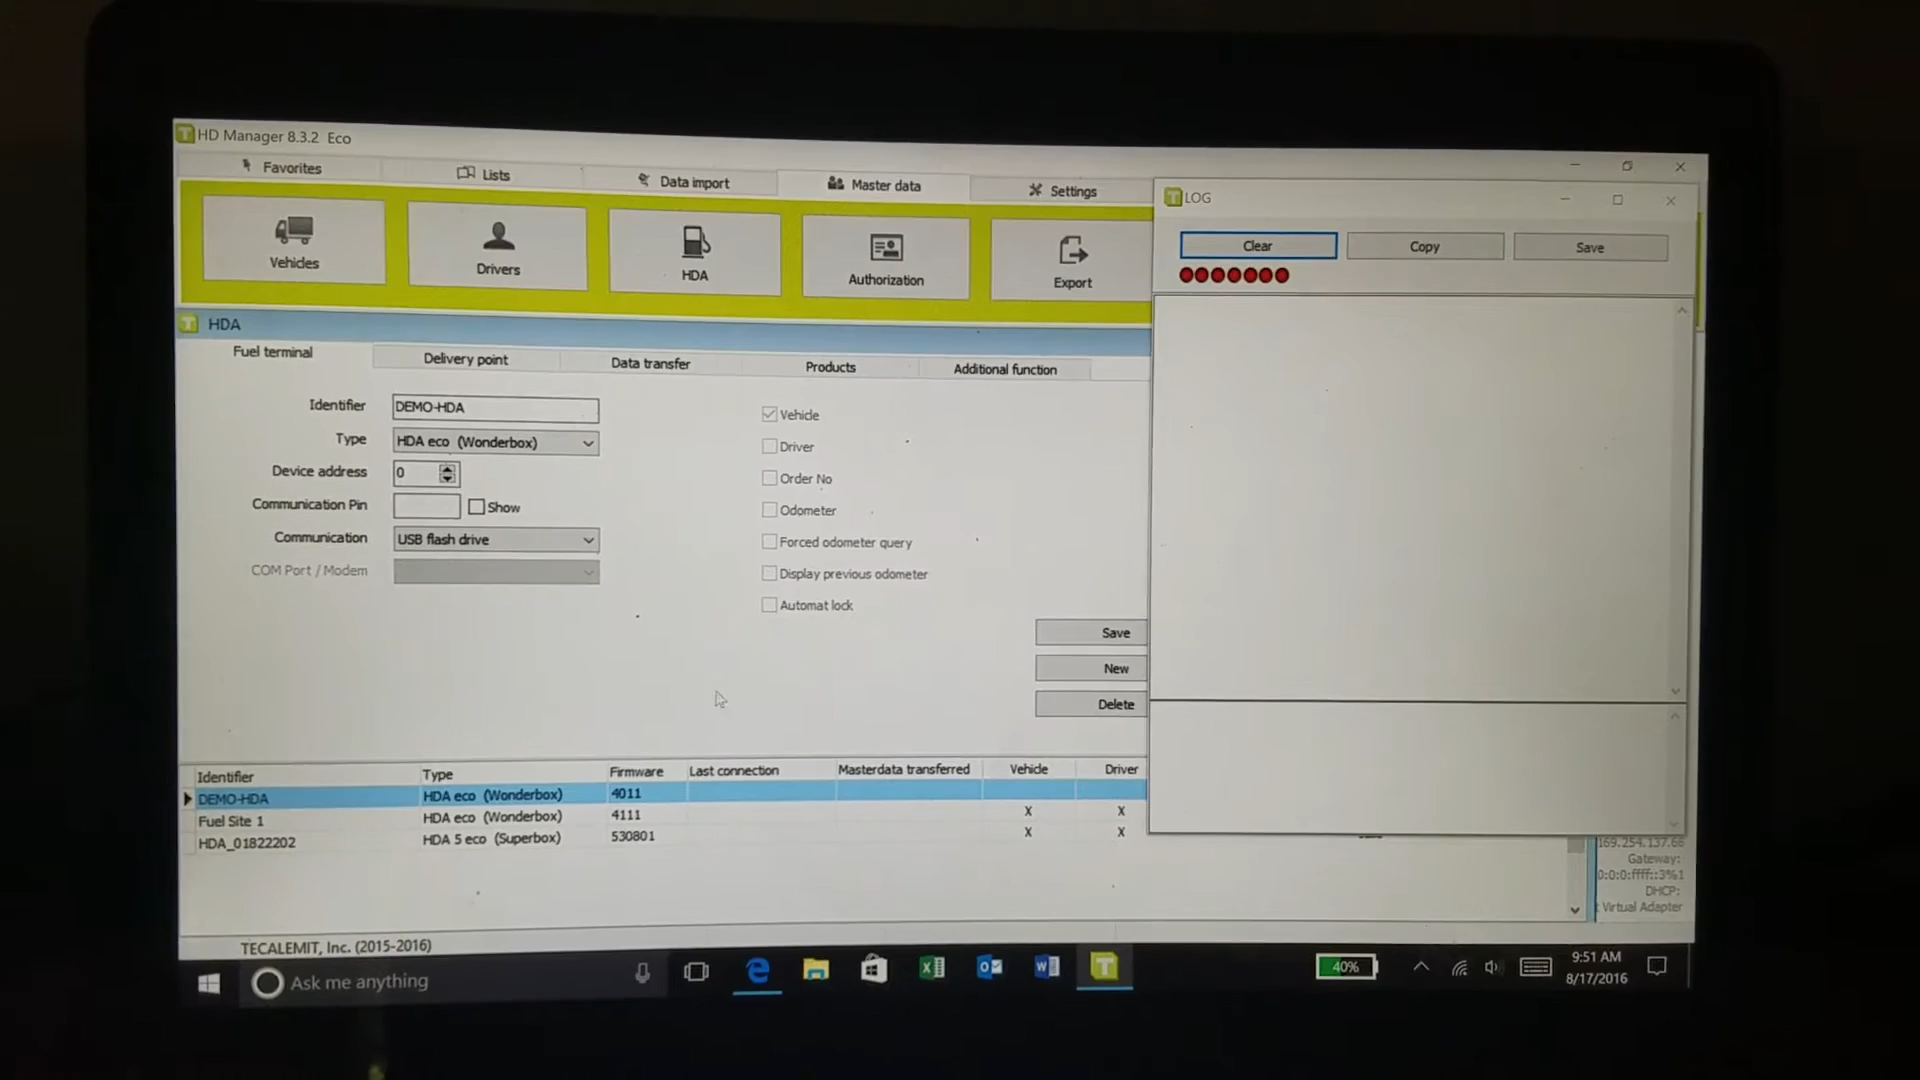 HD Manager 8.3.2 Eco
Favorites
Lists
Data import
Master data
Settings
Vehicles
Drivers
HDA
Authorization
Export
LOG
Clear
Copy
Save
HDA
Fuel terminal
Delivery point
Data transfer
Products
Additional function
Identifier DEMO-HDA
Type HDA eco (Wonderbox)
Device address 0
Communication Pin Show
Communication USB flash drive
COM Port / Modem
Vehicle
Driver
Order No
Odometer
Forced odometer query
Display previous odometer
Automat lock
Save
New
Delete
Identifier Type Firmware Last connection Masterdata transferred Vehicle Driver
DEMO-HDA HDA eco (Wonderbox) 4011
Fuel Site 1 HDA eco (Wonderbox) 4111 X X
HDA_01822202 HDA 5 eco (Superbox) 530801 X X
169.254.137.66
Gateway:
0:0:0:ffff::3%1
DHCP:
Virtual Adapter
TECALEMIT, Inc. (2015-2016)
Ask me anything
40%
9:51 AM
8/17/2016